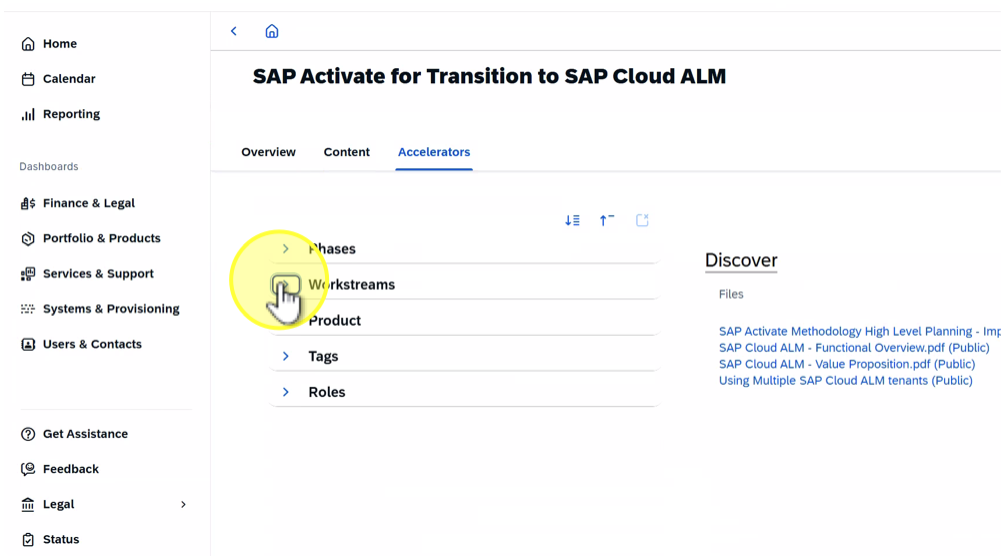 Home
Calendar
Reporting
Dashboards
Finance & Legal
Portfolio & Products
Services & Support
Systems & Provisioning
Users & Contacts
Get Assistance
Feedback
Legal
Status
SAP Activate for Transition to SAP Cloud ALM
Overview Content Accelerators
Phases
Workstreams
Product
Tags
Roles
Discover
Files
SAP Activate Methodology High Level Planning - Imp
SAP Cloud ALM - Functional Overview.pdf (Public)
SAP Cloud ALM - Value Proposition.pdf (Public)
Using Multiple SAP Cloud ALM tenants (Public)